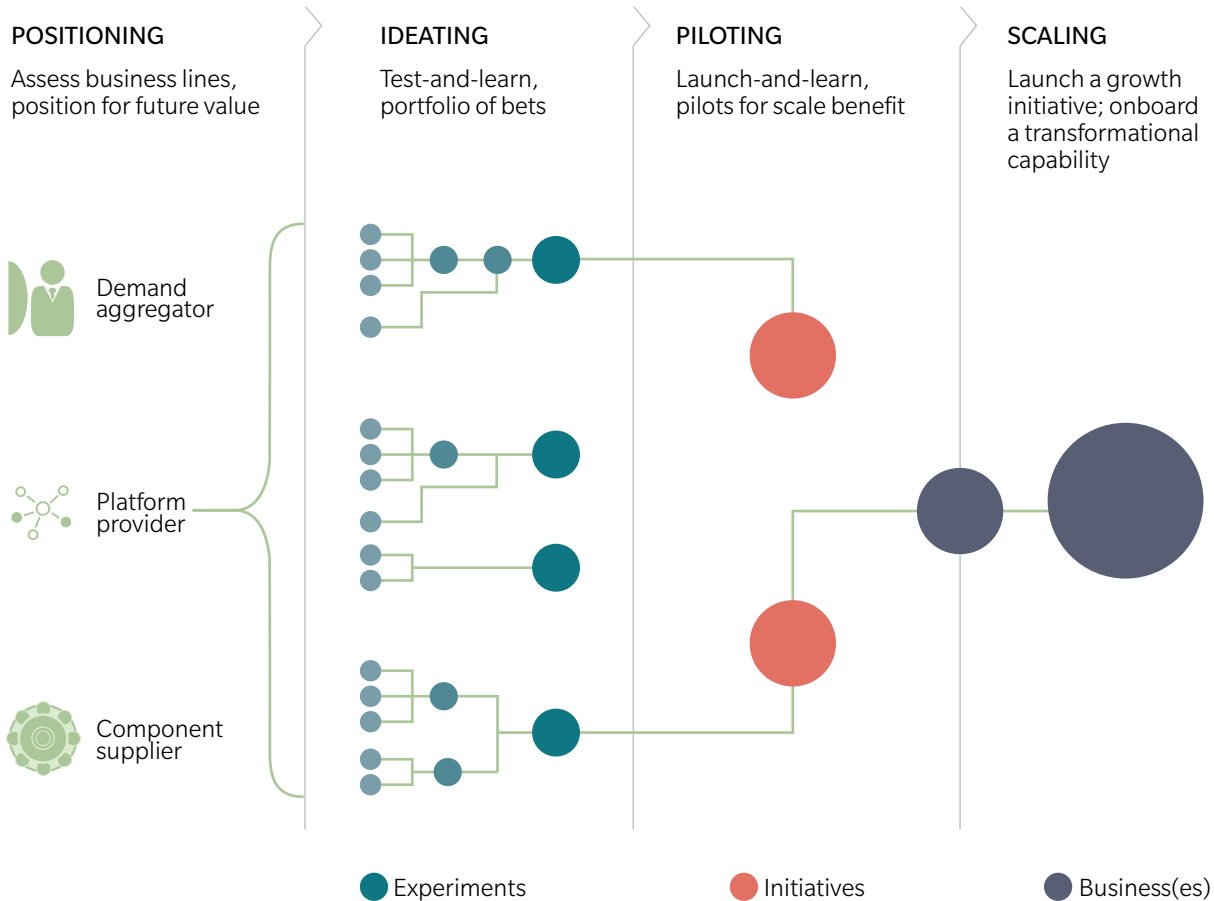 POSITIONING
Assess business lines,
position for future value
IDEATING
Test-and-learn,
portfolio of bets
PILOTING
Launch-and-learn,
pilots for scale benefit
SCALING
Launch a growth
initiative; onboard
a transformational
capability
Demand
aggregator
Platform
provider
Component
supplier
Experiments
Initiatives
Business(es)